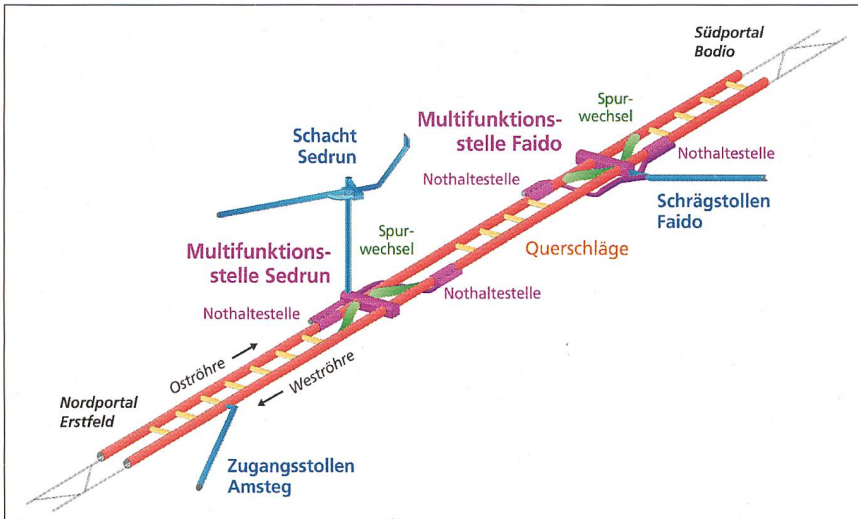 Südportal
Bodio
Spur-
wechsel
Multifunktions-
stelle Faido
Schacht
Sedrun
Nothaltestelle
Nothaltestelle
Schrägstollen
Faido
Spur-
wechsel
Multifunktions-
stelle Sedrun
Querschläge
Nothaltestelle
Nothaltestelle
Oströhre
Weströhre
Nordportal
Erstfeld
Zugangsstollen
Amsteg